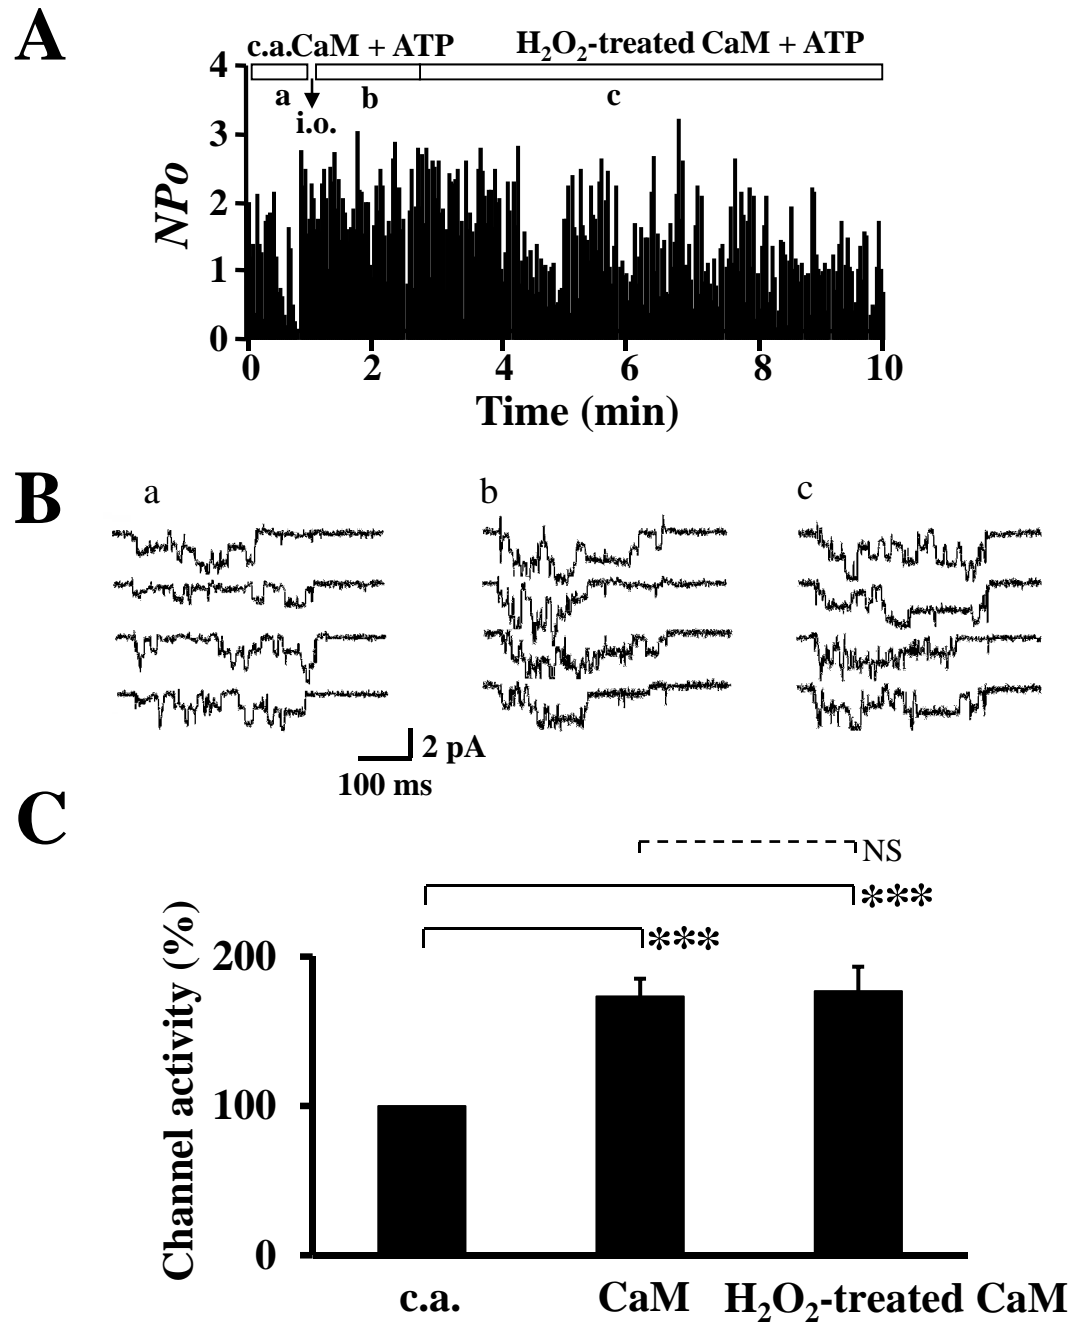 A
c.a. CaM + ATP H₂O₂-treated CaM + ATP
a b c
i.o.
4
3
2
1
0
NPo
0 2 4 6 8 10
Time (min)
B
a b c
2 pA
100 ms
C
NS
***
***
Channel activity (%)
200
100
0
c.a. CaM H₂O₂-treated CaM